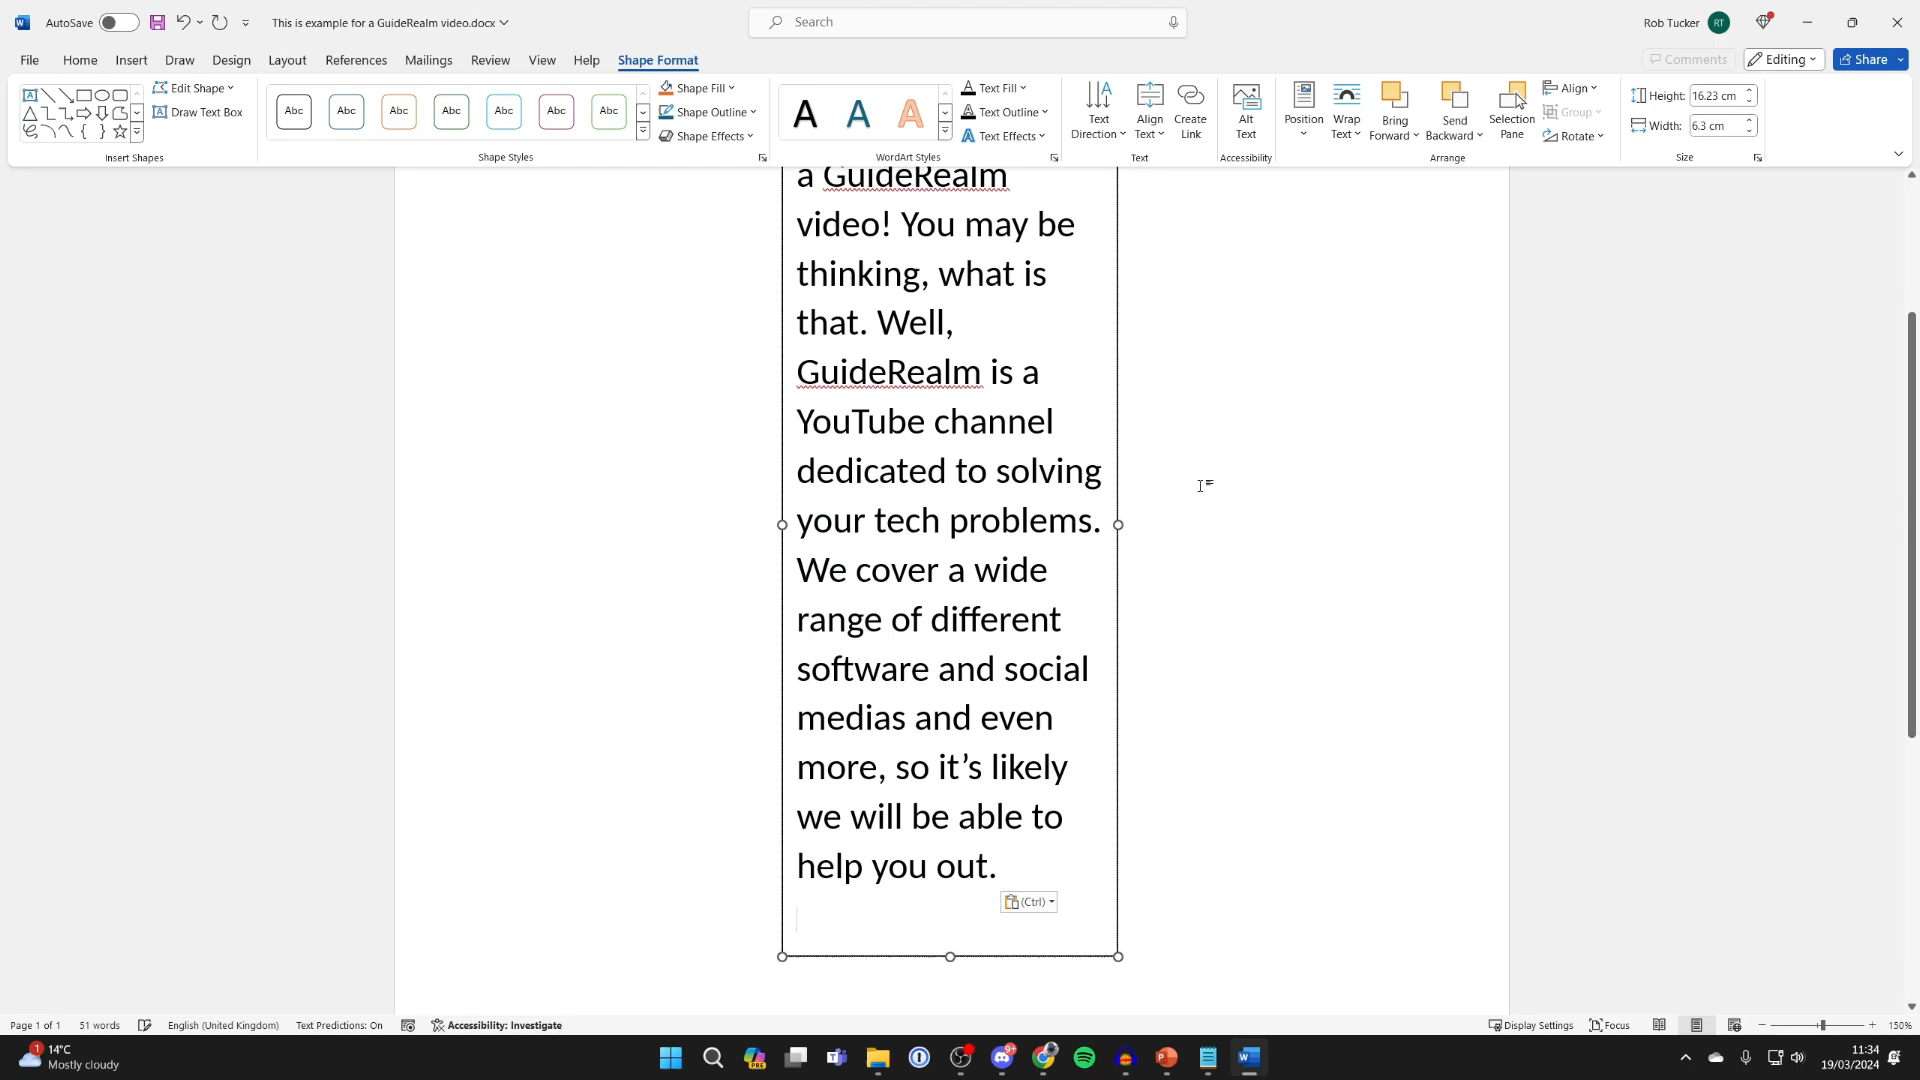 AutoSave
This is example for a GuideRealm video.docx
Search
Rob Tucker
RT
File Home Insert Draw Design Layout References Mailings Review View Help Shape Format
Comments
Editing
Share
Edit Shape
Draw Text Box
Insert Shapes
Abc Abc Abc Abc Abc Abc Abc
Shape Fill
Shape Outline
Shape Effects
Shape Styles
A A A
Text Fill
Text Outline
Text Effects
WordArt Styles
Text Direction
Align Text
Create Link
Text
Alt Text
Accessibility
Position
Wrap Text
Bring Forward
Send Backward
Selection Pane
Align
Group
Rotate
Arrange
Height: 16.23 cm
Width: 6.3 cm
Size
a GuideRealm
video! You may be
thinking, what is
that. Well,
GuideRealm is a
YouTube channel
dedicated to solving
your tech problems.
We cover a wide
range of different
software and social
medias and even
more, so it’s likely
we will be able to
help you out.
(Ctrl)
Page 1 of 1 51 words English (United Kingdom) Text Predictions: On Accessibility: Investigate
Display Settings Focus 150%
1
14°C
Mostly cloudy
PRE
9+
11:34
19/03/2024